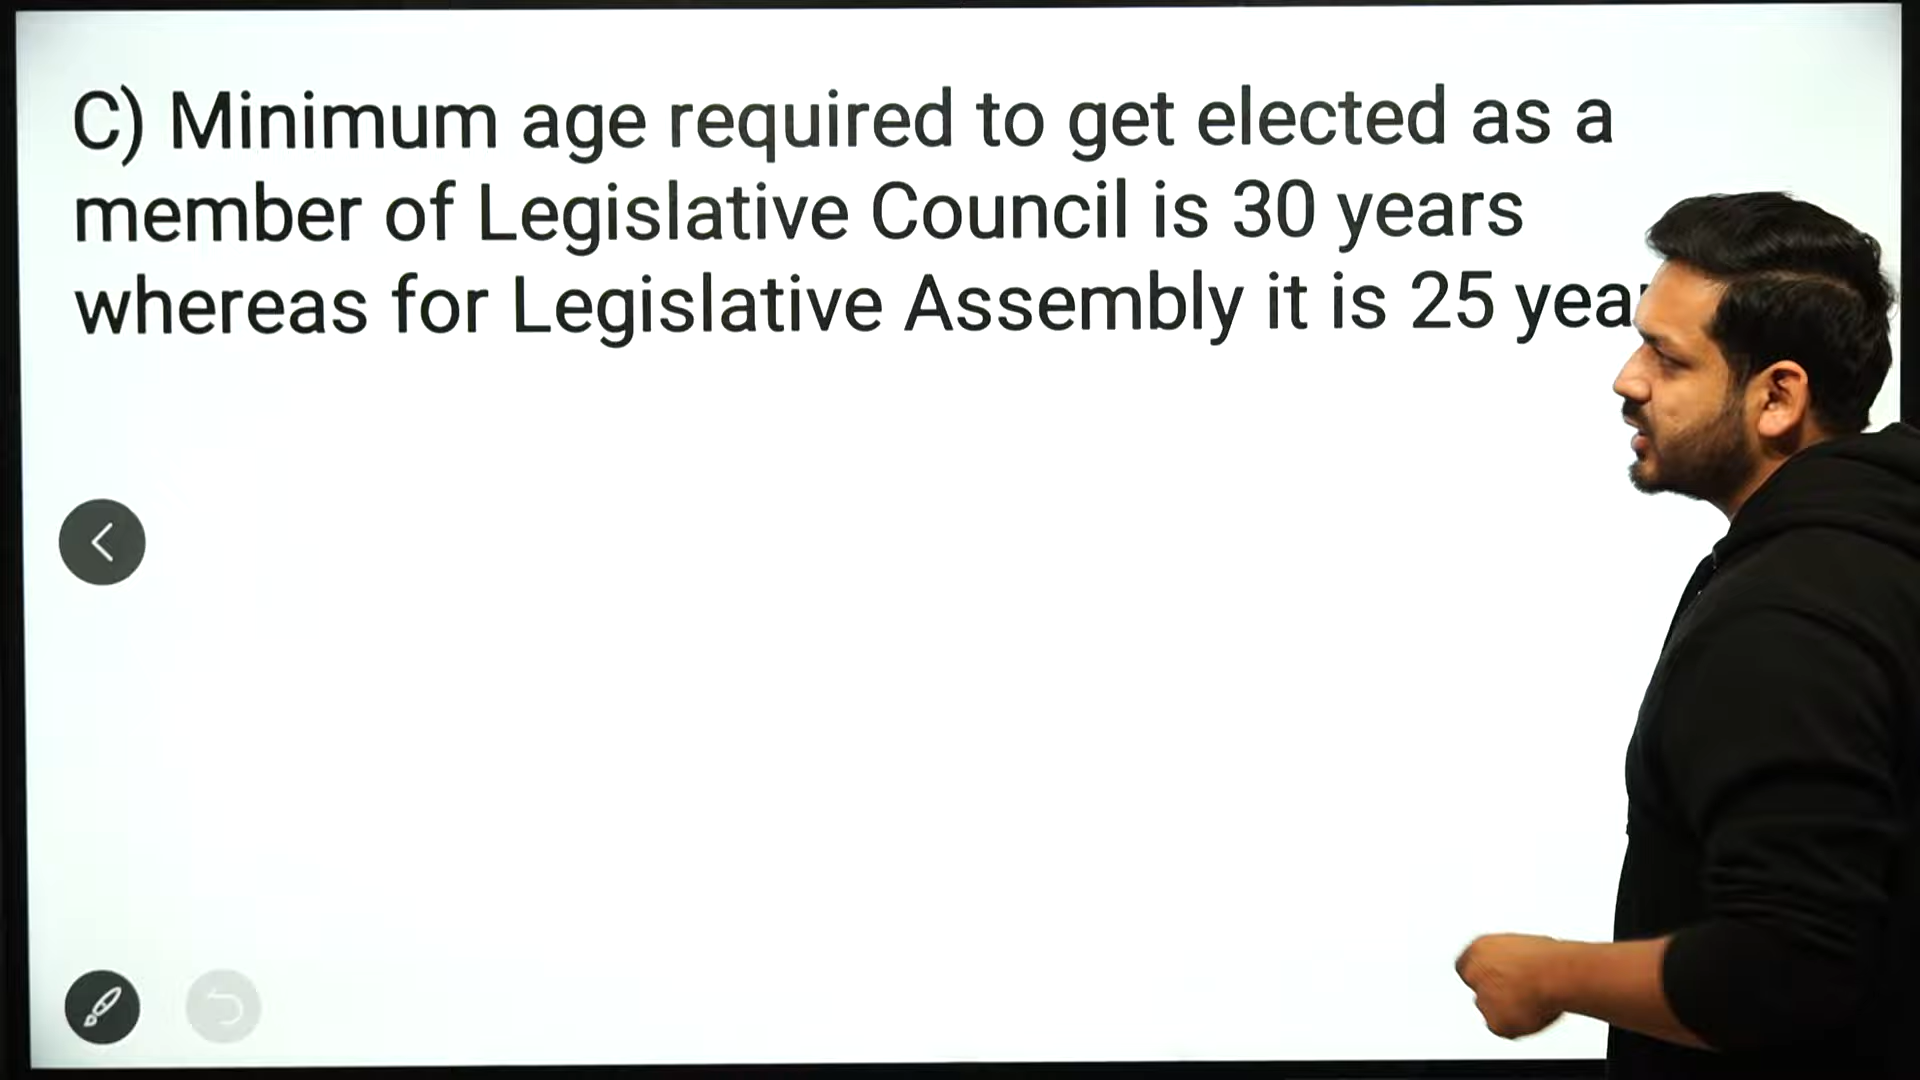 C) Minimum age required to get elected as a
member of Legislative Council is 30 years
whereas for Legislative Assembly it is 25